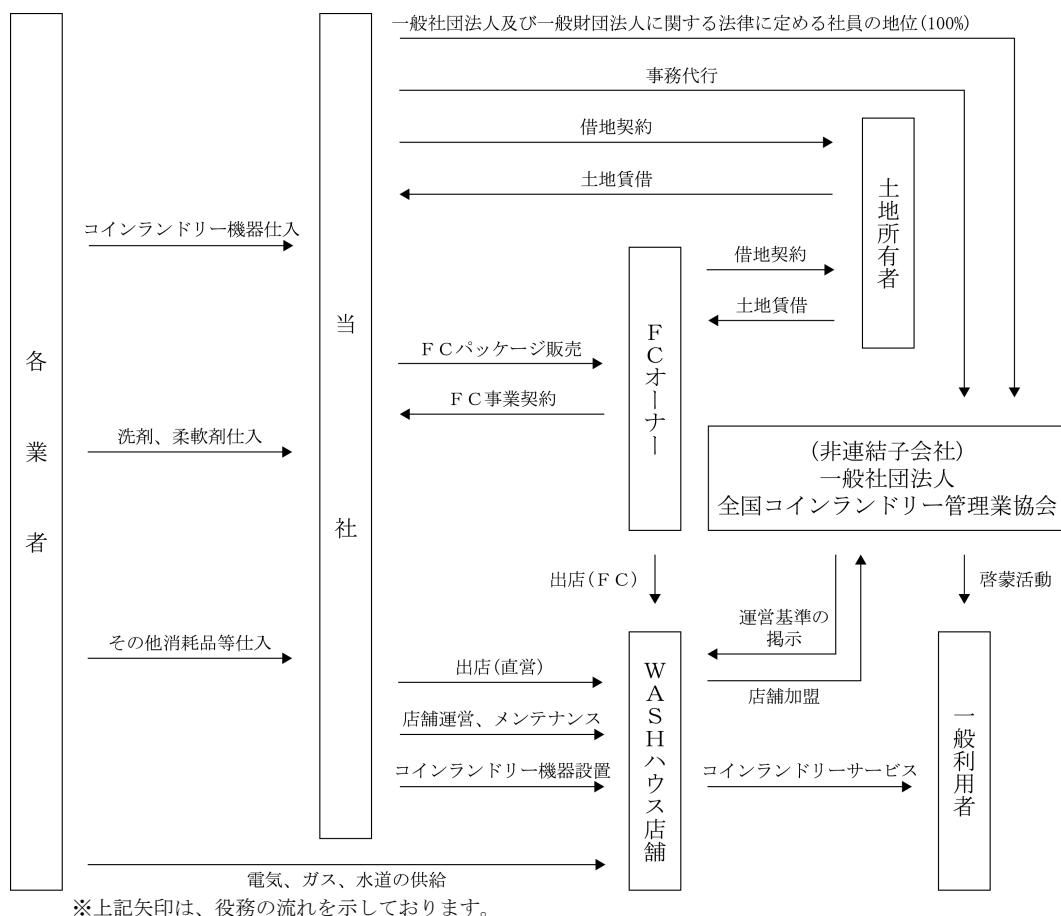 一般社団法人及び一般財団法人に関する法律に定める社員の地位(100%)
事務代行
借地契約
土地賃借
土地所有者
コインランドリー機器仕入
借地契約
土地賃借
各業者
当社
FCパッケージ販売
FC事業契約
FCオーナー
洗剤、柔軟剤仕入
(非連結子会社)
一般社団法人
全国コインランドリー管理業協会
出店(FC)
啓蒙活動
運営基準の
掲示
その他消耗品等仕入
出店(直営)
店舗加盟
店舗運営、メンテナンス
コインランドリー機器設置
WASHハウス店舗
コインランドリーサービス
一般利用者
電気、ガス、水道の供給
※上記矢印は、役務の流れを示しております。